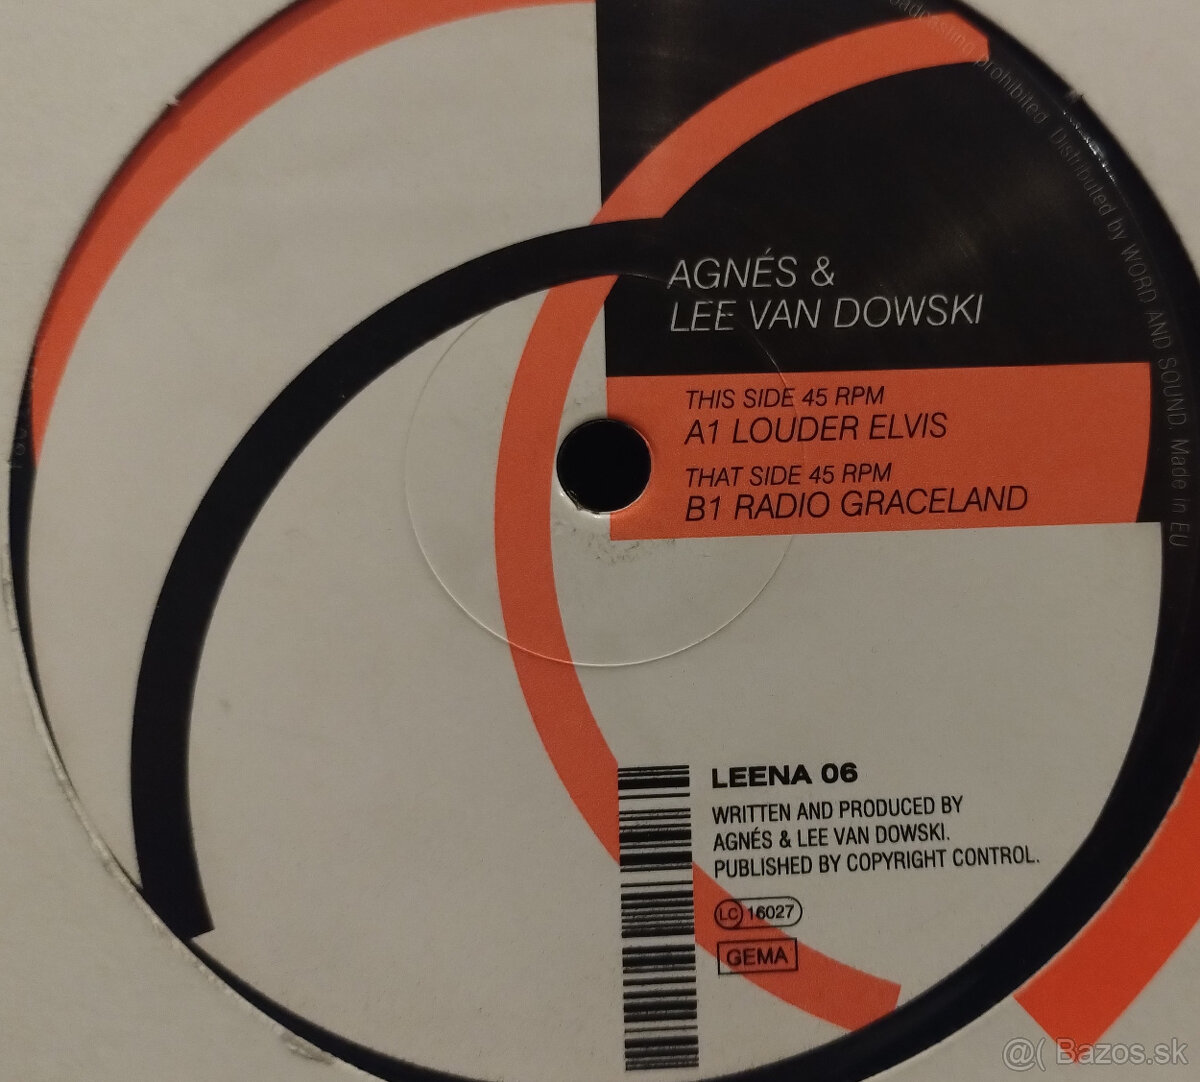 AGNÉS &
LEE VAN DOWSKI
THIS SIDE 45 RPM
A1 LOUDER ELVIS
THAT SIDE 45 RPM
B1 RADIO GRACELAND
LEENA 06
WRITTEN AND PRODUCED BY
AGNÉS & LEE VAN DOWSKI.
PUBLISHED BY COPYRIGHT CONTROL.
LC 16027
GEMA
prohibited. Distributed by WORD AND SOUND. Made in EU
@( Bazos.sk